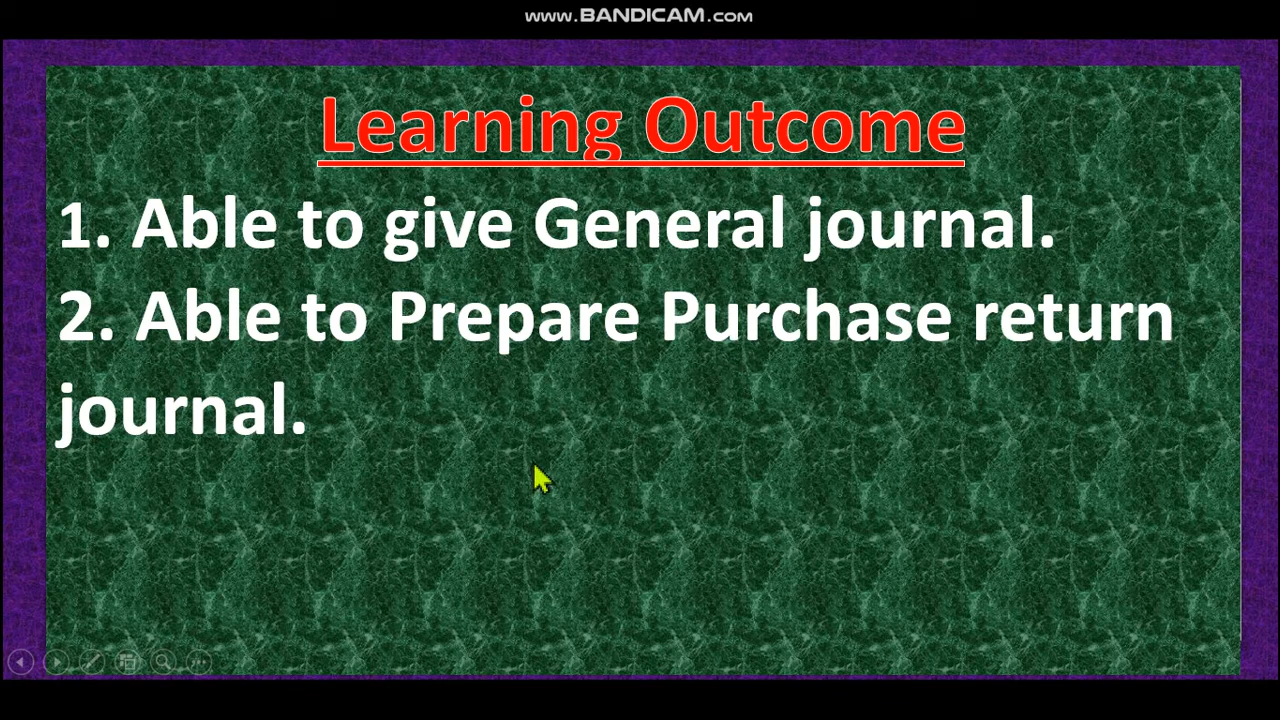 www.BANDICAM.com
Learning Outcome
1. Able to give General journal.
2. Able to Prepare Purchase return
journal.